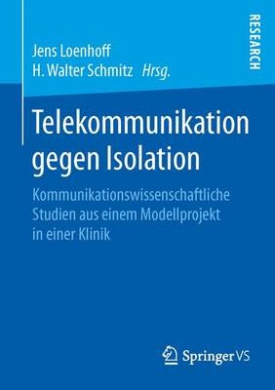 Jens Loenhoff
H. Walter Schmitz Hrsg.
RESEARCH
Telekommunikation
gegen Isolation
Kommunikationswissenschaftliche
Studien aus einem Modellprojekt
in einer Klinik
Springer VS